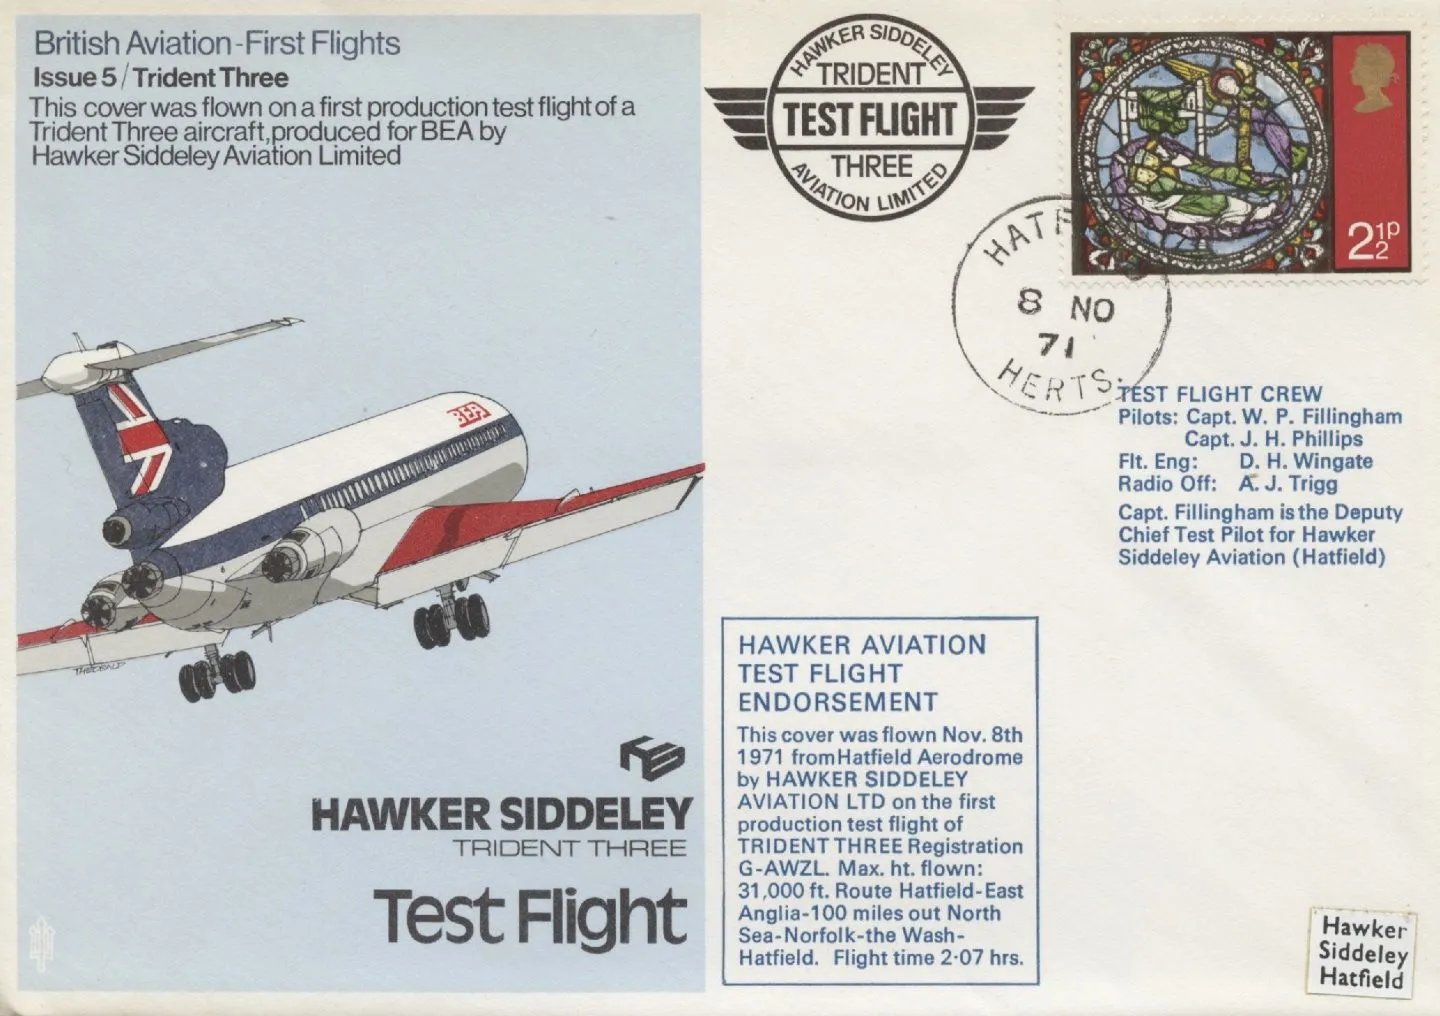 British Aviation-First Flights
Issue 5/Trident Three
This cover was flown on a first production test flight of a
Trident Three aircraft, produced for BEA by
Hawker Siddeley Aviation Limited
HAWKER SIDDELEY
TRIDENT
TEST FLIGHT
THREE
AVIATION LIMITED
2½P
HATF
8 NO
71
HERTS.
BEA
THEOBALD
TEST FLIGHT CREW
Pilots: Capt. W. P. Fillingham
Capt. J. H. Phillips
Flt. Eng: D. H. Wingate
Radio Off: A. J. Trigg
Capt. Fillingham is the Deputy
Chief Test Pilot for Hawker
Siddeley Aviation (Hatfield)
HAWKER SIDDELEY
TRIDENT THREE
Test Flight
HAWKER AVIATION
TEST FLIGHT
ENDORSEMENT
This cover was flown Nov. 8th
1971 from Hatfield Aerodrome
by HAWKER SIDDELEY
AVIATION LTD on the first
production test flight of
TRIDENT THREE Registration
G-AWZL. Max. ht. flown:
31,000 ft. Route Hatfield-East
Anglia-100 miles out North
Sea-Norfolk-the Wash-
Hatfield. Flight time 2·07 hrs.
Hawker
Siddeley
Hatfield